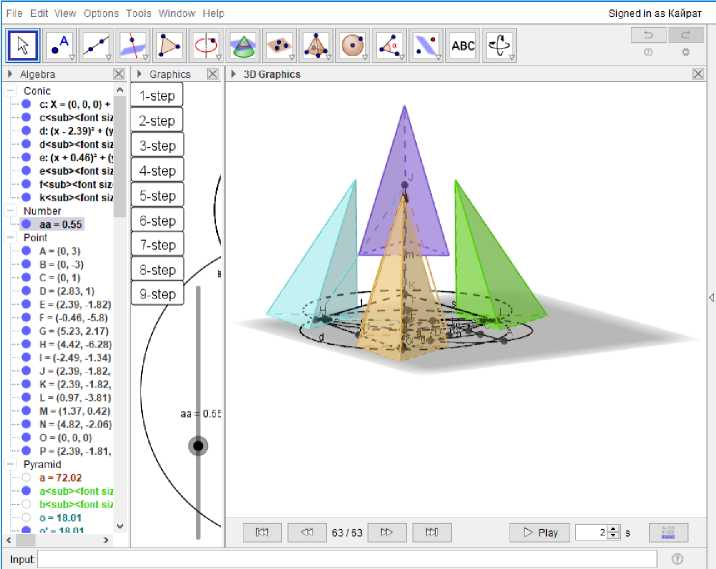 File Edit View Options Tools Window Help
Signed in as Кайрат
ABC
Algebra
Graphics
3D Graphics
Conic
c: X = (0, 0, 0) +
c<sub><font siz
d: (x - 2.39)² + (y
d<sub><font siz
e: (x + 0.46)² + (y
e<sub><font siz
f<sub><font siz
k<sub><font siz
Number
aa = 0.55
Point
A = (0, 3)
B = (0, -3)
C = (0, 1)
D = (2.83, 1)
E = (2.39, -1.82)
F = (-0.46, -5.8)
G = (5.23, 2.17)
H = (4.42, -6.28)
I = (-2.49, -1.34)
J = (2.39, -1.82,
K = (2.39, -1.82,
L = (0.97, -3.81)
M = (1.37, 0.42)
N = (4.82, -2.06)
O = (0, 0, 0)
P = (2.39, -1.81,
Pyramid
a = 72.02
a<sub><font siz
b<sub><font siz
o = 18.01
o' = 18.01
1-step
2-step
3-step
4-step
5-step
6-step
7-step
8-step
9-step
aa = 0.55
d
63 / 63
Play
2 s
Input: